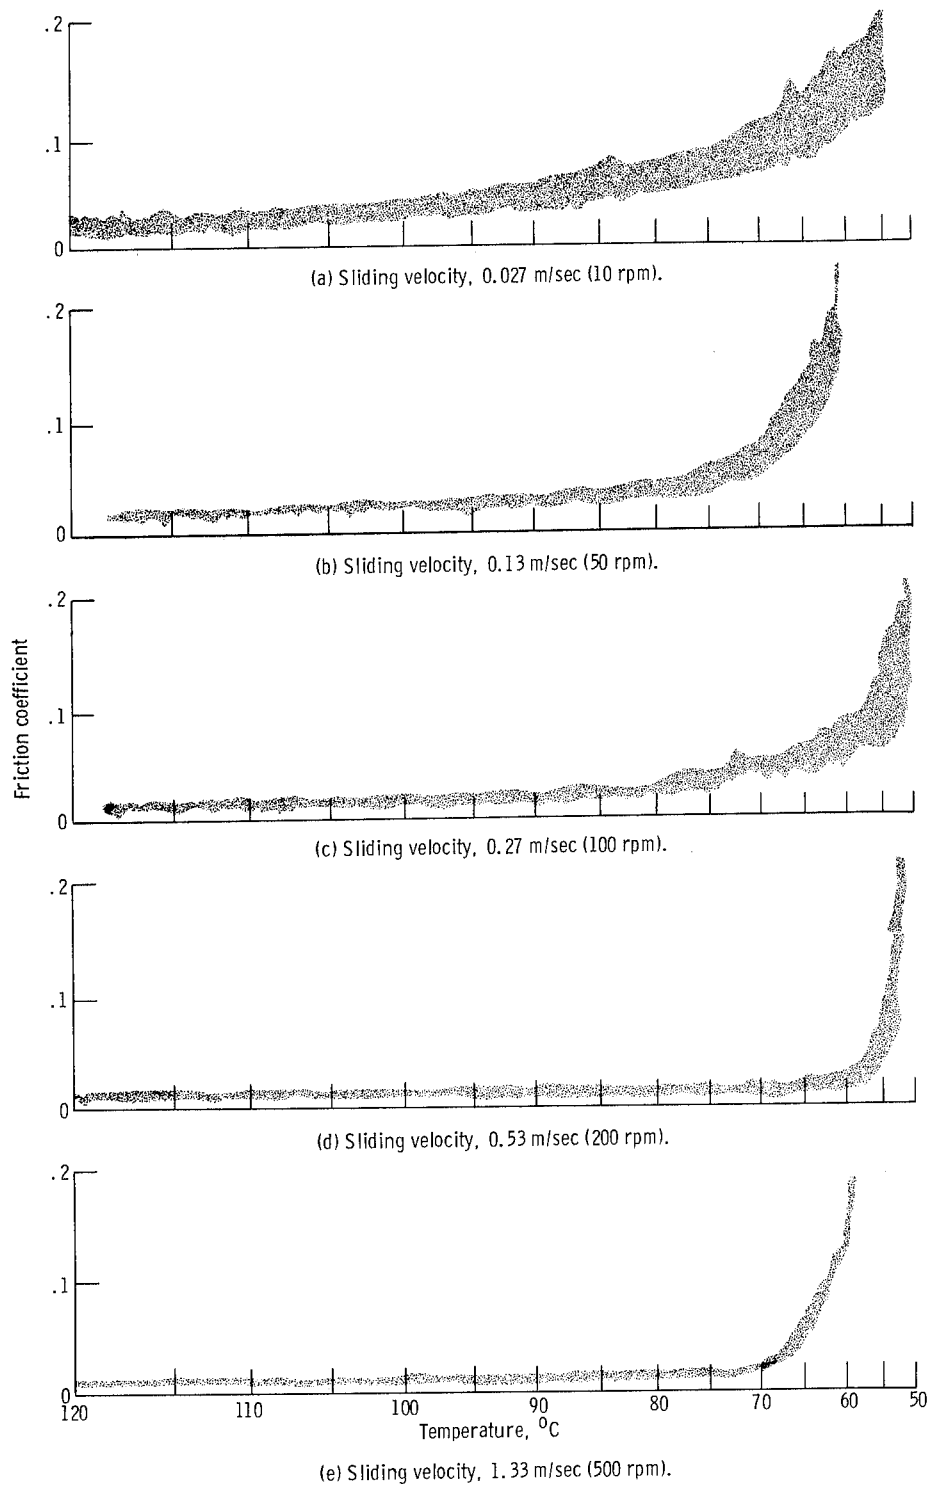 .2
.1
0
(a) Sliding velocity, 0.027 m/sec (10 rpm).
.2
.1
0
(b) Sliding velocity, 0.13 m/sec (50 rpm).
.2
.1
0
(c) Sliding velocity, 0.27 m/sec (100 rpm).
Friction coefficient
.2
.1
0
(d) Sliding velocity, 0.53 m/sec (200 rpm).
.2
.1
0
120 110 100 90 80 70 60 50
Temperature, °C
(e) Sliding velocity, 1.33 m/sec (500 rpm).